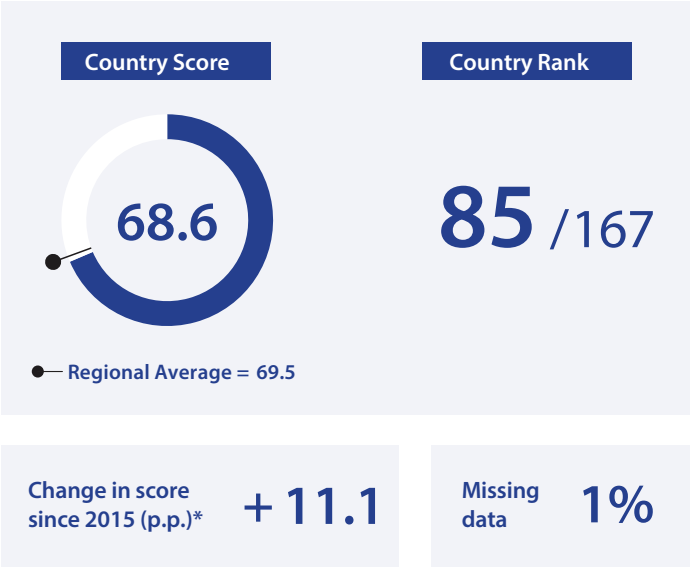 Country Score
Country Rank
68.6
85 /167
Regional Average = 69.5
Change in score
since 2015 (p.p.)*
+ 11.1
Missing
data
1%